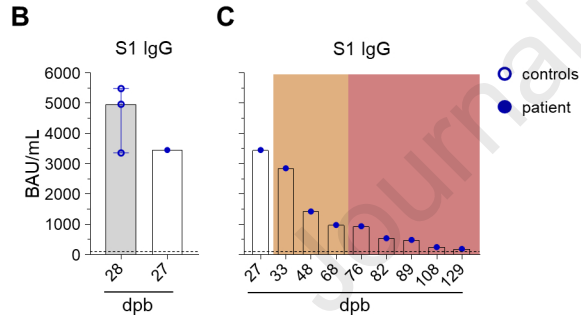 B
C
S1 IgG
S1 IgG
controls
patient
BAU/mL
6000
5000
4000
3000
2000
1000
0
28
27
dpb
27
33
48
68
76
82
89
108
129
dpb
Journal